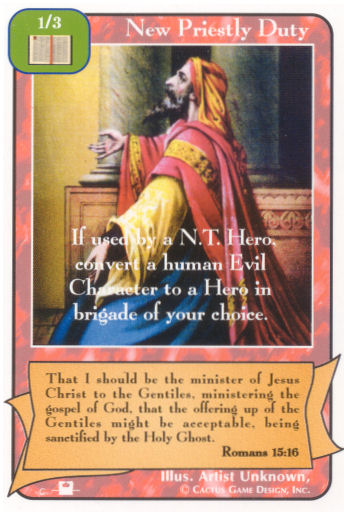 1/3
New Priestly Duty
If used by a N.T. Hero,
convert a human Evil
Character to a Hero in
brigade of your choice.
That I should be the minister of Jesus
Christ to the Gentiles, ministering the
gospel of God, that the offering up of the
Gentiles might be acceptable, being
sanctified by the Holy Ghost.
Romans 15:16
Illus. Artist Unknown,
© Cactus Game Design, Inc.
C